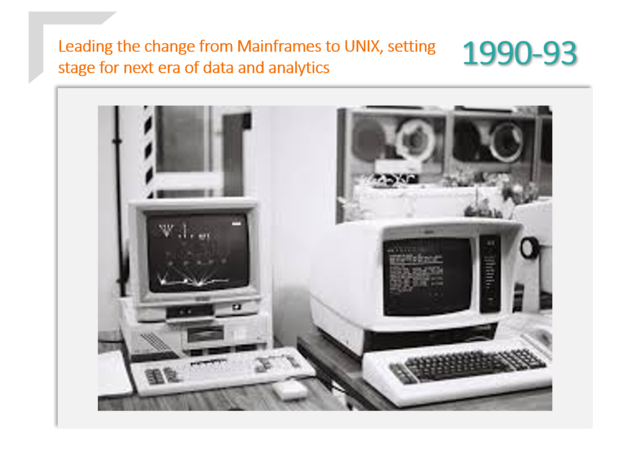 Leading the change from Mainframes to UNIX, setting
stage for next era of data and analytics
1990-93